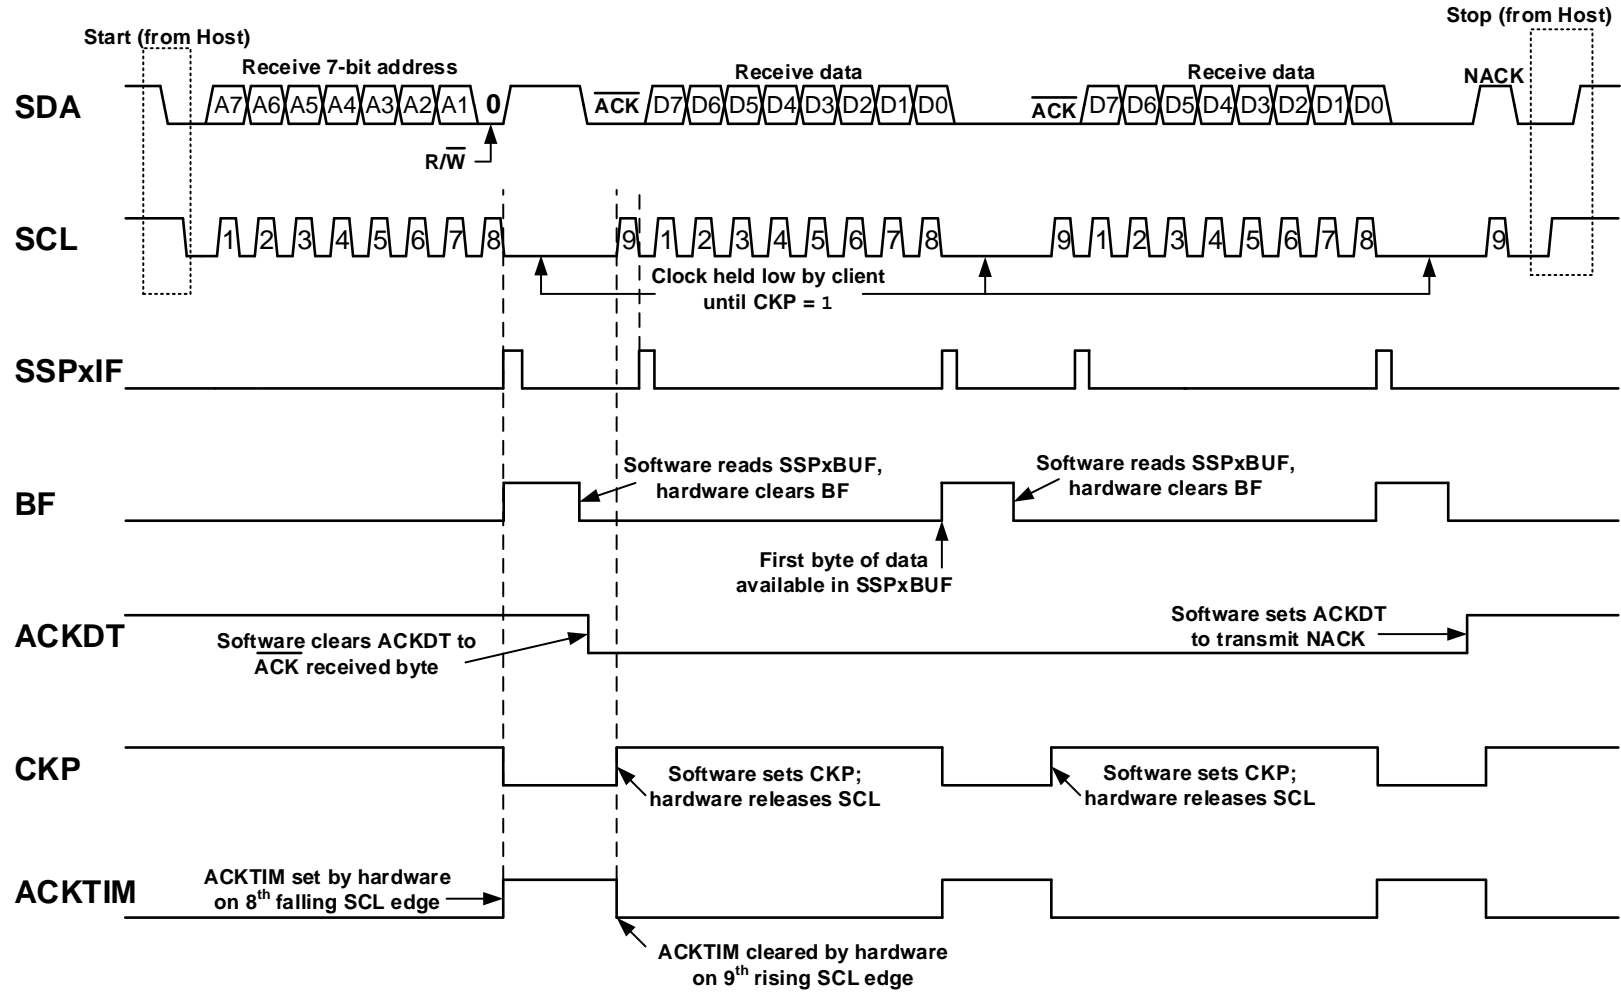 Stop (from Host)
Start (from Host)
Receive 7-bit address
Receive data
Receive data
NACK
SDA
A7 A6 A5 A4 A3 A2 A1 0
ACK
D7 D6 D5 D4 D3 D2 D1 D0
ACK
D7 D6 D5 D4 D3 D2 D1 D0
R/W
SCL
1 2 3 4 5 6 7 8 9 1 2 3 4 5 6 7 8 9 1 2 3 4 5 6 7 8 9
Clock held low by client
until CKP = 1
SSPxIF
BF
Software reads SSPxBUF,
hardware clears BF
Software reads SSPxBUF,
hardware clears BF
First byte of data
available in SSPxBUF
ACKDT
Software clears ACKDT to
ACK received byte
Software sets ACKDT
to transmit NACK
CKP
Software sets CKP;
hardware releases SCL
Software sets CKP;
hardware releases SCL
ACKTIM
ACKTIM set by hardware
on 8th falling SCL edge
ACKTIM cleared by hardware
on 9th rising SCL edge